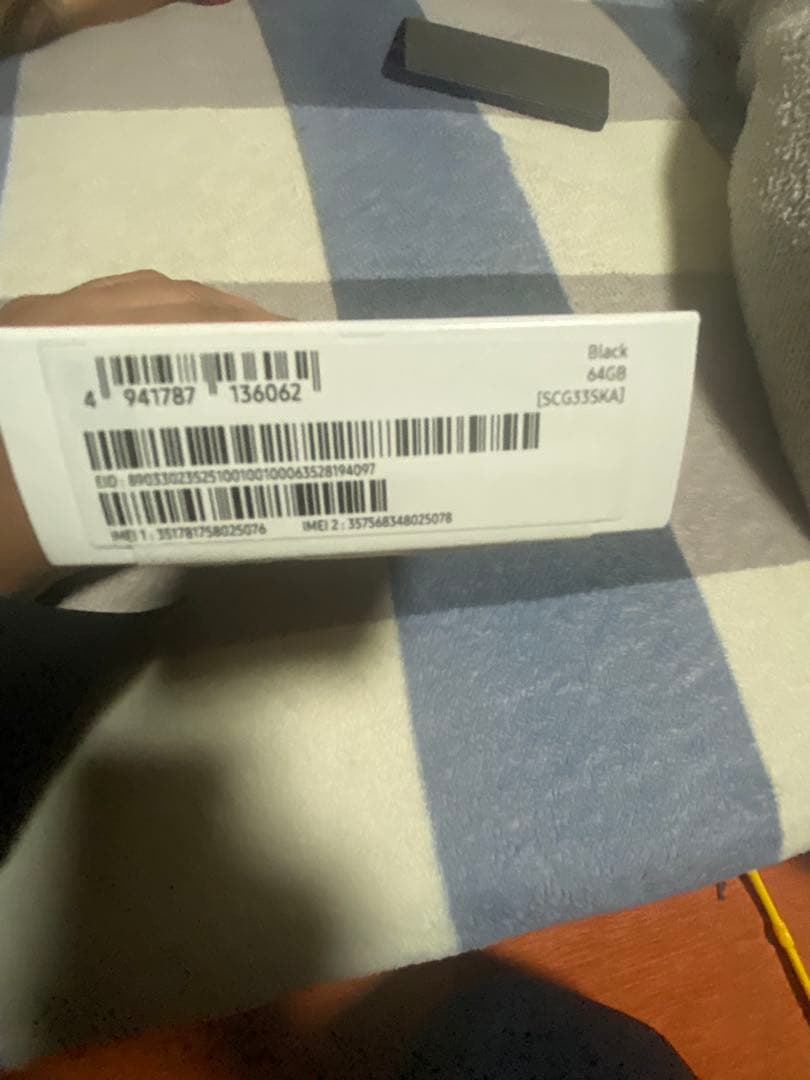 Black
64GB
[SCG33SKA]
4 941787 136062
EID : 89033023525100100100063528194097
IMEI 1 : 351781758025076 IMEI 2 : 357568348025078